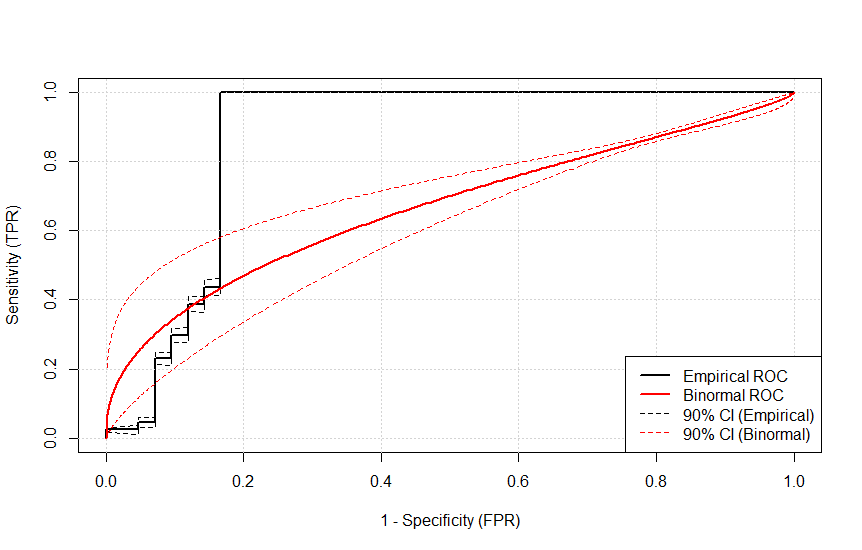 Sensitivity (TPR)
1.0
0.8
0.6
0.4
0.2
0.0
Empirical ROC
Binormal ROC
90% CI (Empirical)
90% CI (Binormal)
0.0 0.2 0.4 0.6 0.8 1.0
1 - Specificity (FPR)